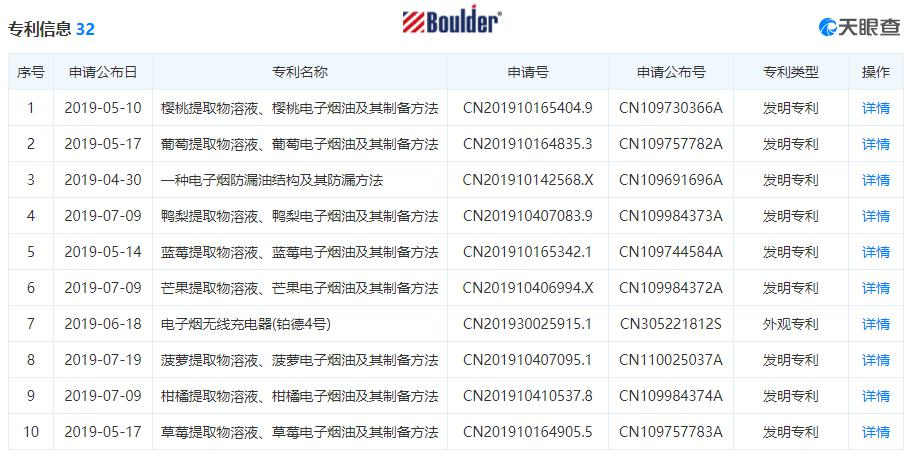 专利信息 32
Boulder®
天眼查
序号 申请公布日 专利名称 申请号 申请公布号 专利类型 操作
1 2019-05-10 樱桃提取物溶液、樱桃电子烟油及其制备方法 CN201910165404.9 CN109730366A 发明专利 详情
2 2019-05-17 葡萄提取物溶液、葡萄电子烟油及其制备方法 CN201910164835.3 CN109757782A 发明专利 详情
3 2019-04-30 一种电子烟防漏油结构及其防漏方法 CN201910142568.X CN109691696A 发明专利 详情
4 2019-07-09 鸭梨提取物溶液、鸭梨电子烟油及其制备方法 CN201910407083.9 CN109984373A 发明专利 详情
5 2019-05-14 蓝莓提取物溶液、蓝莓电子烟油及其制备方法 CN201910165342.1 CN109744584A 发明专利 详情
6 2019-07-09 芒果提取物溶液、芒果电子烟油及其制备方法 CN201910406994.X CN109984372A 发明专利 详情
7 2019-06-18 电子烟无线充电器(铂德4号) CN201930025915.1 CN305221812S 外观专利 详情
8 2019-07-19 菠萝提取物溶液、菠萝电子烟油及其制备方法 CN201910407095.1 CN110025037A 发明专利 详情
9 2019-07-09 柑橘提取物溶液、柑橘电子烟油及其制备方法 CN201910410537.8 CN109984374A 发明专利 详情
10 2019-05-17 草莓提取物溶液、草莓电子烟油及其制备方法 CN201910164905.5 CN109757783A 发明专利 详情